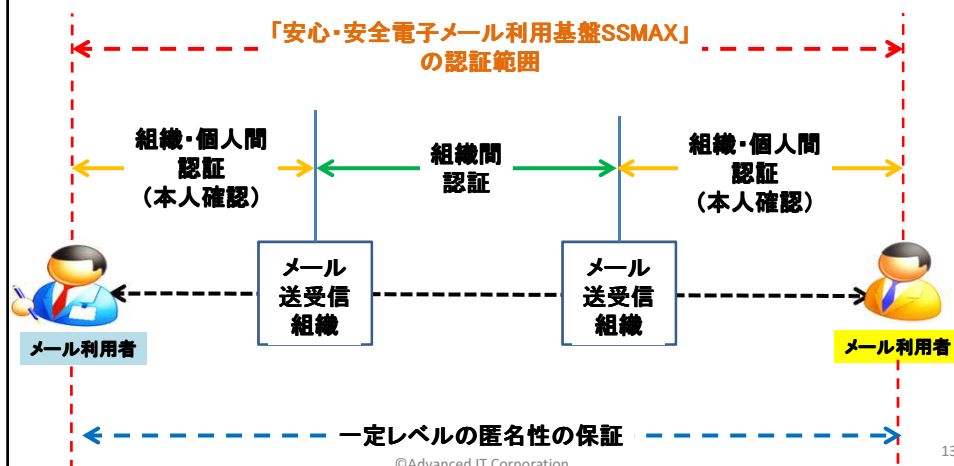 「安心・安全電子メール利用基盤SSMAX」
の認証範囲
組織・個人間
認証
（本人確認）
組織間
認証
組織・個人間
認証
（本人確認）
メール
送受信
組織
メール
送受信
組織
メール利用者
メール利用者
一定レベルの匿名性の保証
©Advanced IT Corporation
13